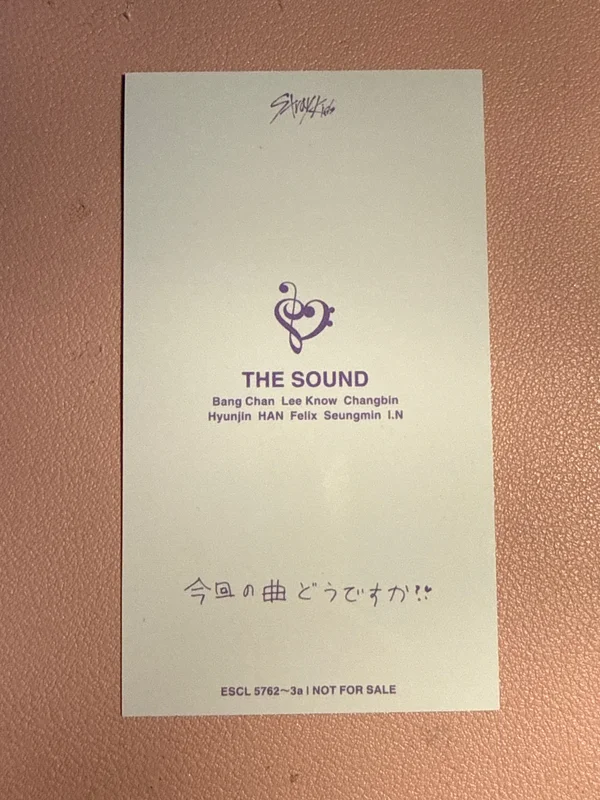 Stray Kids
THE SOUND
Bang Chan Lee Know Changbin
Hyunjin HAN Felix Seungmin I.N
今回の曲どうですか!?
ESCL 5762~3a | NOT FOR SALE